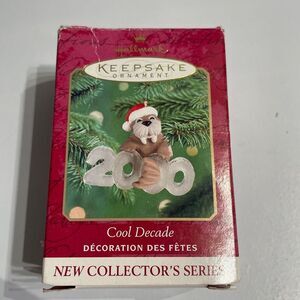 Hallmark
KEEPSAKE
ORNAMENT
2000
Cool Decade
DÉCORATION DES FÊTES
NEW COLLECTOR'S SERIES